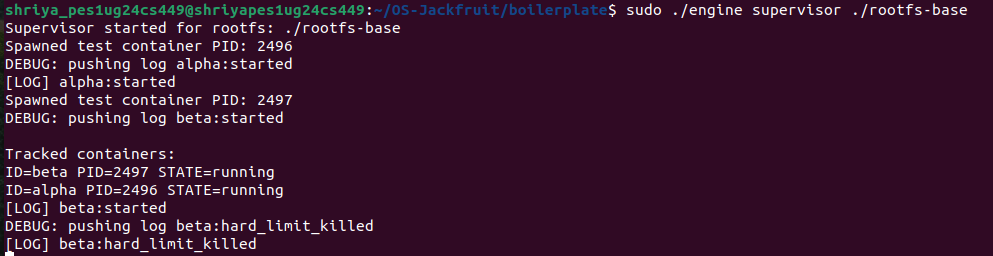 shriya_pes1ug24cs449@shriyapes1ug24cs449:~/OS-Jackfruit/boilerplate$ sudo ./engine supervisor ./rootfs-base
Supervisor started for rootfs: ./rootfs-base
Spawned test container PID: 2496
DEBUG: pushing log alpha:started
[LOG] alpha:started
Spawned test container PID: 2497
DEBUG: pushing log beta:started

Tracked containers:
ID=beta PID=2497 STATE=running
ID=alpha PID=2496 STATE=running
[LOG] beta:started
DEBUG: pushing log beta:hard_limit_killed
[LOG] beta:hard_limit_killed